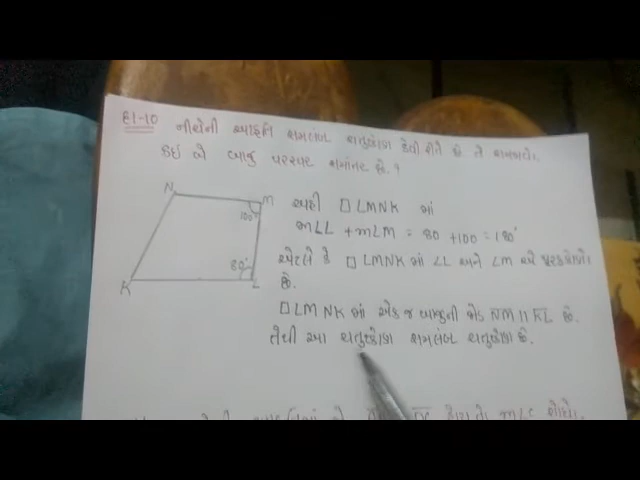 દા-10 નીચેની આકૃતિ સમલંબ ચતુષ્કોણ કેવી રીતે છે તે સમજાવો.
કઇ બે બાજુ પરસ્પર સમાંતર છે.?
N
M
100°
80°
K
L
અહી □LMNK માં
m∠L + m∠M = 80 + 100 = 180°
એટલે કે □LMNK માં ∠L અને ∠M એ પૂરકકોણો
છે.
□LMNK માં એક જ બાજુની જોડ NM || KL છે.
તેથી આ ચતુષ્કોણ સમલંબ ચતુષ્કોણ છે.
DC હોય તો m∠C શોધો.